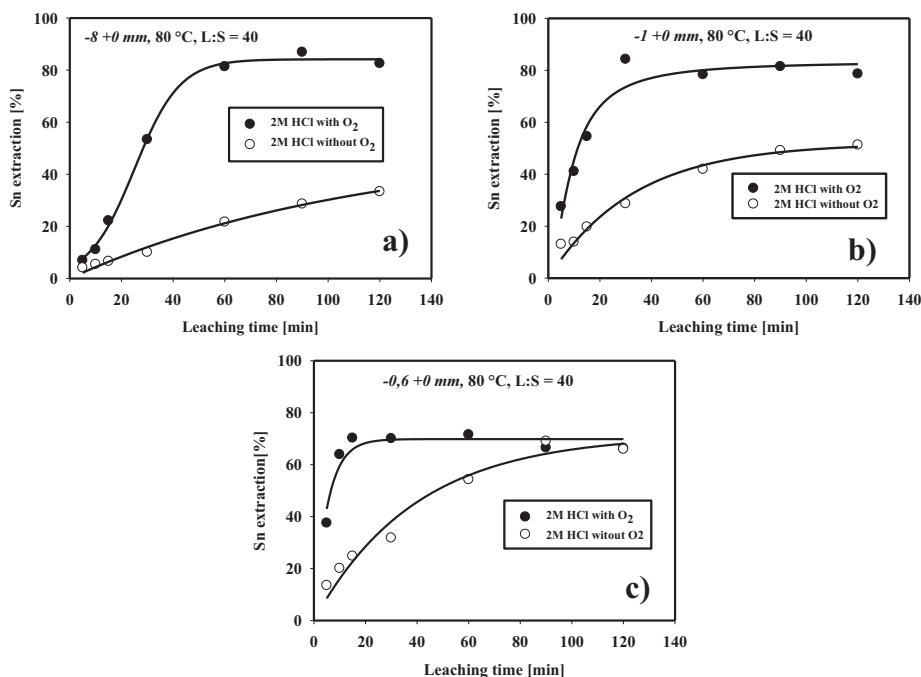 -8 +0 mm, 80 °C, L:S = 40
Sn extraction [%]
100
80
60
40
20
0
2M HCl with O2
2M HCl without O2
a)
0 20 40 60 80 100 120 140
Leaching time [min]
-1 +0 mm, 80 °C, L:S = 40
Sn extraction [%]
100
80
60
40
20
0
2M HCl with O2
2M HCl without O2
b)
0 20 40 60 80 100 120 140
Leaching time [min]
-0,6 +0 mm, 80 °C, L:S = 40
Sn extraction[%]
100
80
60
40
20
0
2M HCl with O2
2M HCl witout O2
c)
0 20 40 60 80 100 120 140
Leaching time [min]